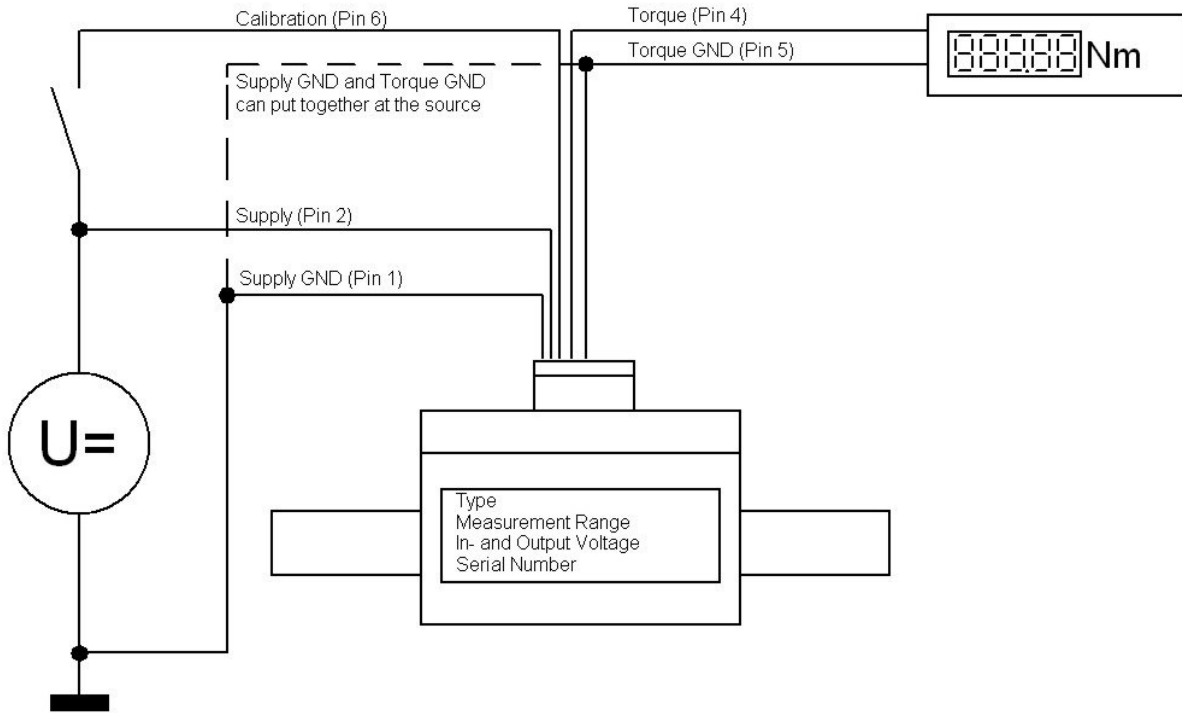 Calibration (Pin 6)
Torque (Pin 4)
Torque GND (Pin 5)
888.88 Nm
Supply GND and Torque GND
can put together at the source
Supply (Pin 2)
Supply GND (Pin 1)
U=
Type
Measurement Range
In- and Output Voltage
Serial Number